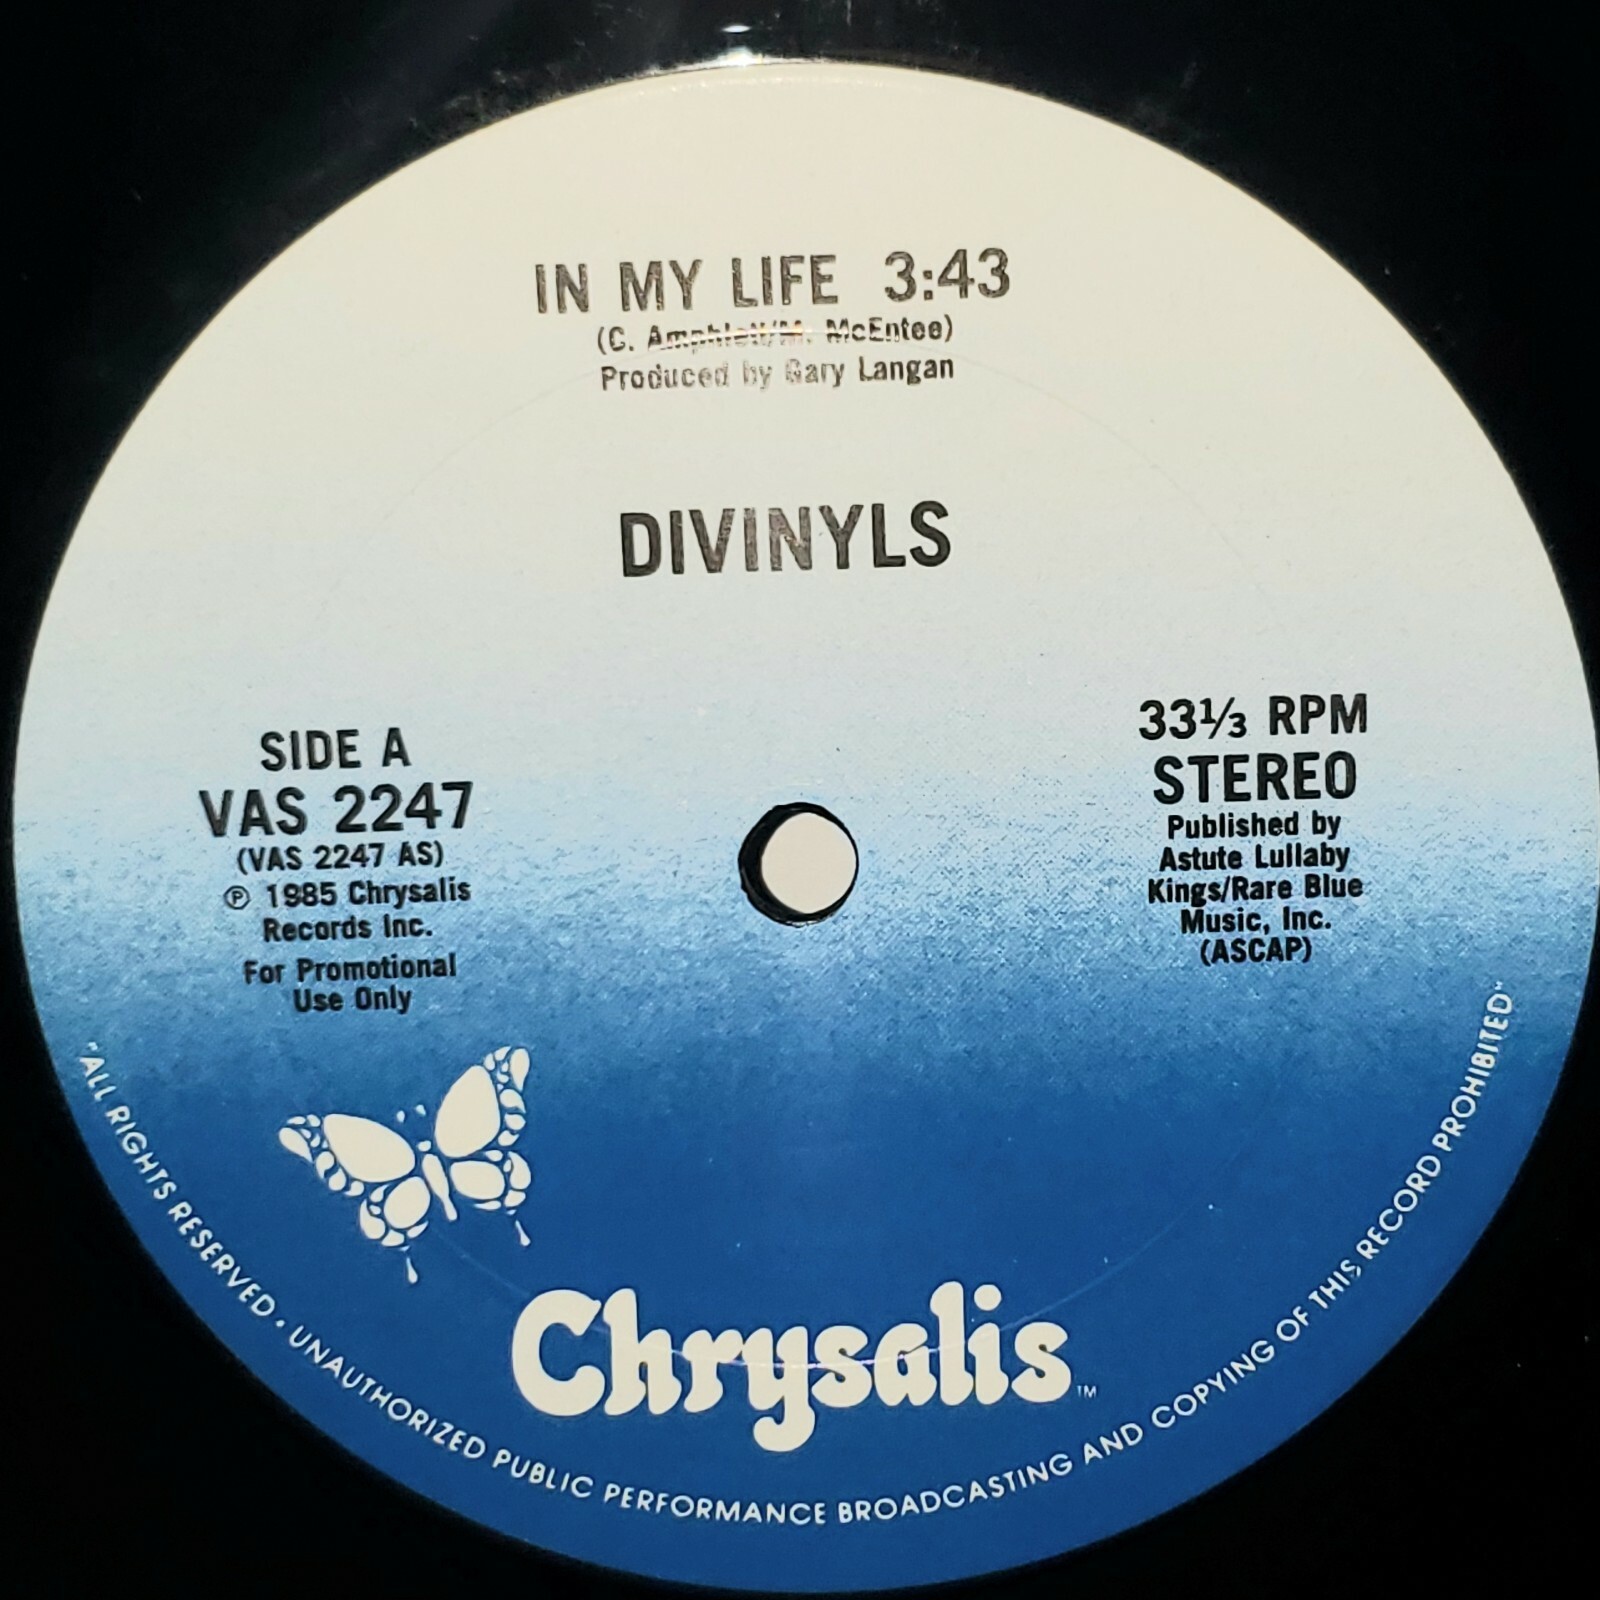 IN MY LIFE 3:43
(C. Amphlett/M. McEntee)
Produced by Gary Langan
DIVINYLS
SIDE A
VAS 2247
(VAS 2247 AS)
℗ 1985 Chrysalis
Records Inc.
For Promotional
Use Only
33⅓ RPM
STEREO
Published by
Astute Lullaby
Kings/Rare Blue
Music, Inc.
(ASCAP)
Chrysalis™
"ALL RIGHTS RESERVED • UNAUTHORIZED PUBLIC PERFORMANCE BROADCASTING AND COPYING OF THIS RECORD PROHIBITED"